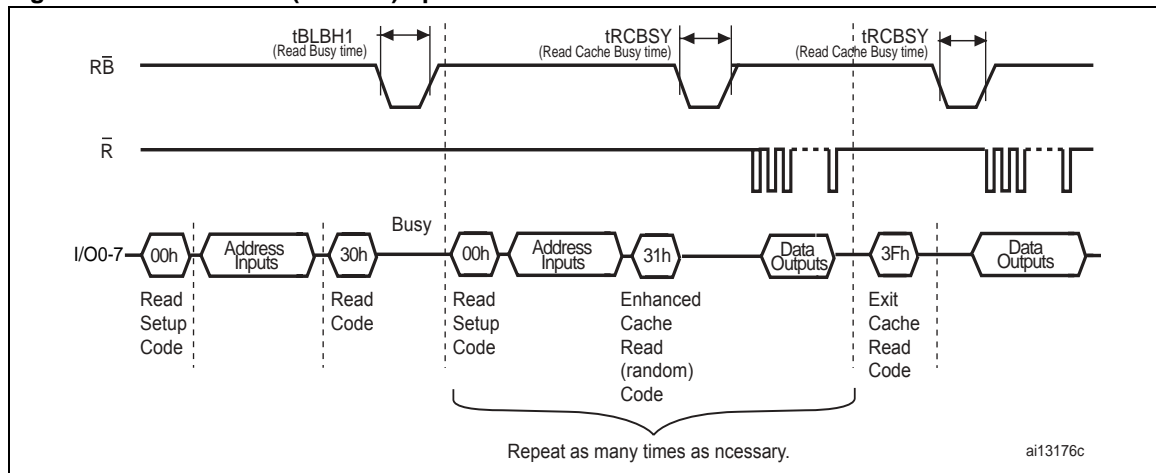 tBLBH1
(Read Busy time)
tRCBSY
(Read Cache Busy time)
tRCBSY
(Read Cache Busy time)
RB̅
R̅
Busy
I/O0-7
00h
Address
Inputs
30h
00h
Address
Inputs
31h
Data
Outputs
3Fh
Data
Outputs
Read
Setup
Code
Read
Code
Read
Setup
Code
Enhanced
Cache
Read
(random)
Code
Exit
Cache
Read
Code
Repeat as many times as ncessary.
ai13176c